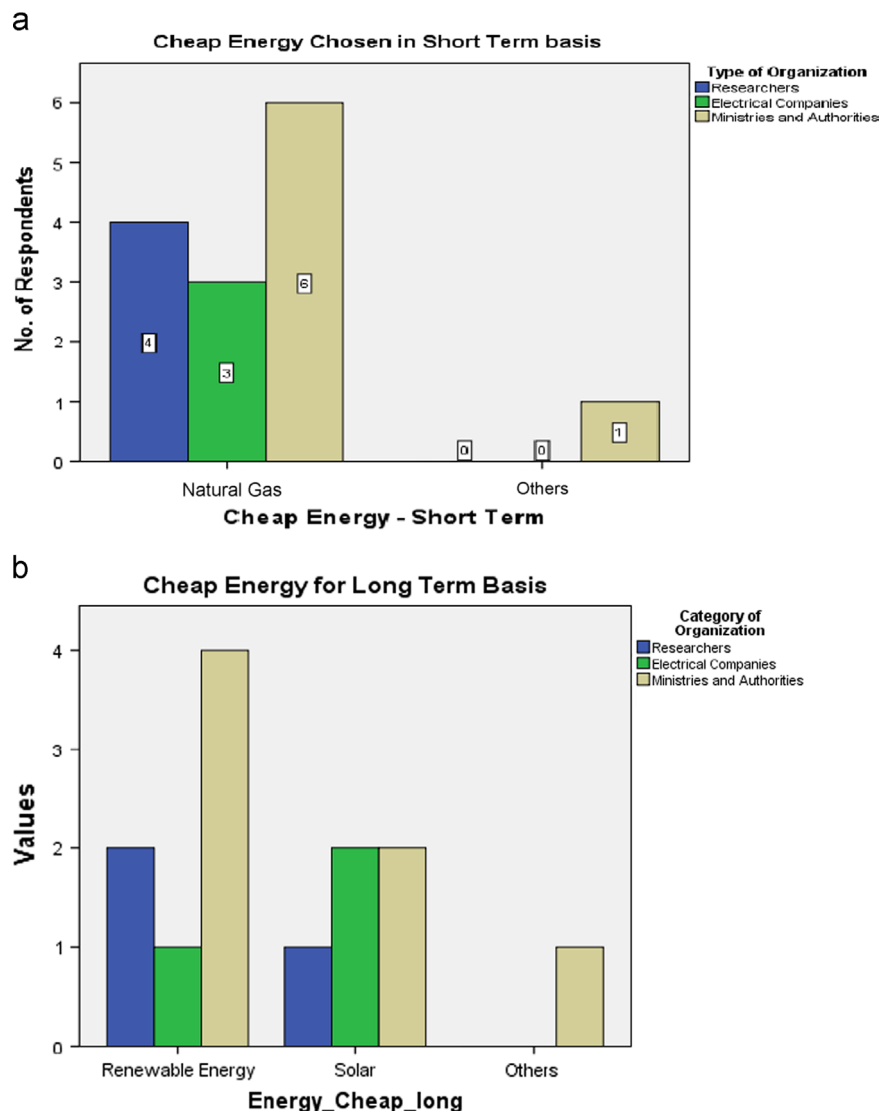 a
Cheap Energy Chosen in Short Term basis
Type of Organization
Researchers
Electrical Companies
Ministries and Authorities
No. of Respondents
6
5
4
3
2
1
0
4
3
6
0
0
1
Natural Gas
Others
Cheap Energy - Short Term
b
Cheap Energy for Long Term Basis
Category of
Organization
Researchers
Electrical Companies
Ministries and Authorities
Values
4
3
2
1
0
Renewable Energy
Solar
Others
Energy_Cheap_long